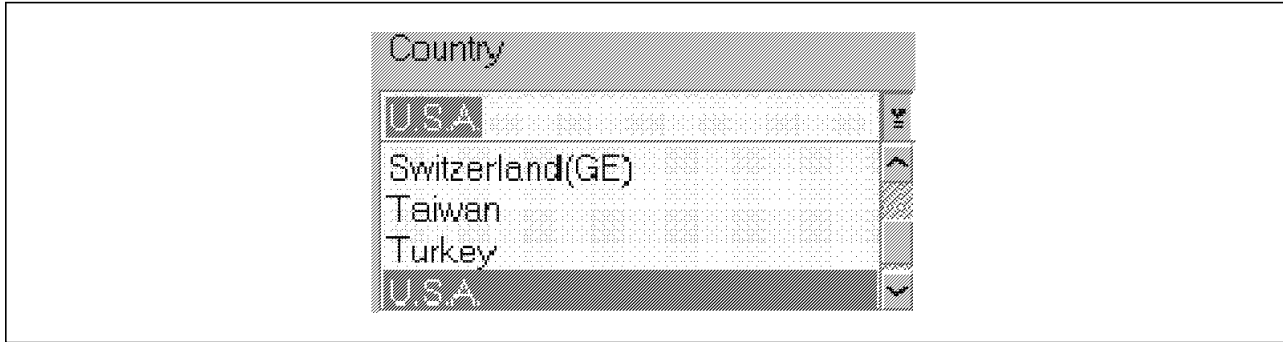 Country
U.S.A
Switzerland(GE)
Taiwan
Turkey
U.S.A.